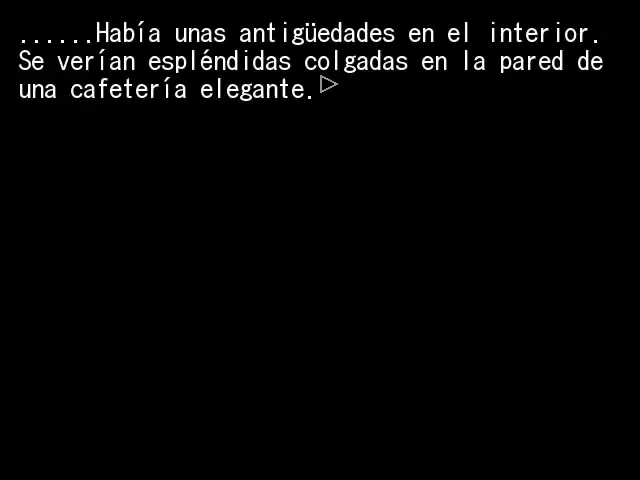 ......Había unas antigüedades en el interior.
Se verían espléndidas colgadas en la pared de
una cafetería elegante.